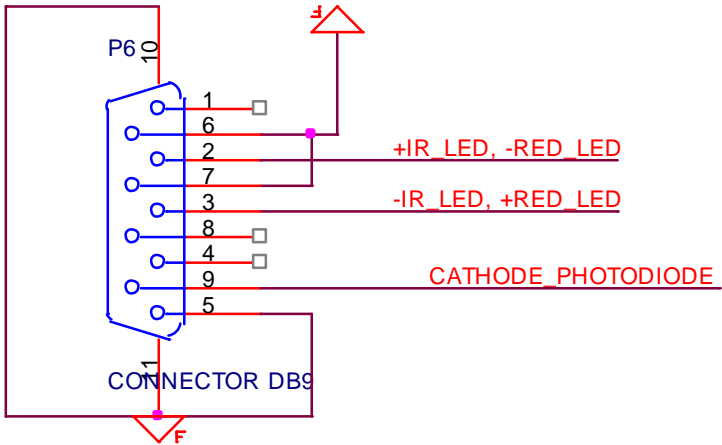 F
P6
10
1
6
+IR_LED, -RED_LED
2
7
-IR_LED, +RED_LED
3
8
4
CATHODE_PHOTODIODE
9
5
11
CONNECTOR DB9
F